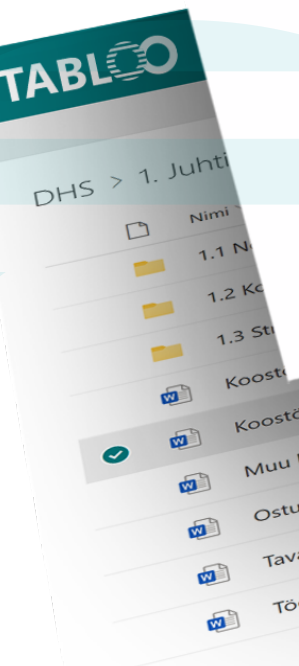 TABLOO
DHS > 1. Juhti
Nimi
1.1 N
1.2 Ko
1.3 Str
Koost
Koostö
Muu
Ostu
Tava
Tö